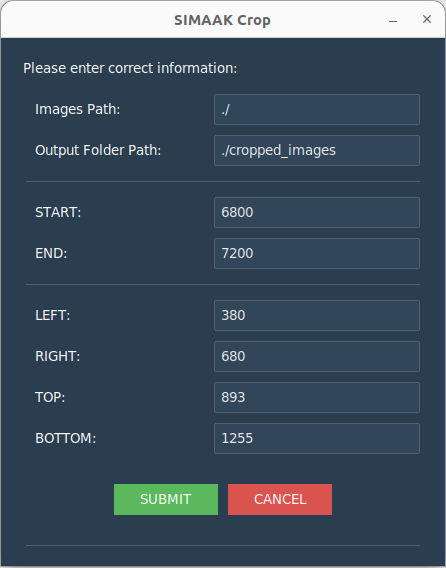 SIMAAK Crop
Please enter correct information:
Images Path: ./
Output Folder Path: ./cropped_images
START: 6800
END: 7200
LEFT: 380
RIGHT: 680
TOP: 893
BOTTOM: 1255
SUBMIT CANCEL